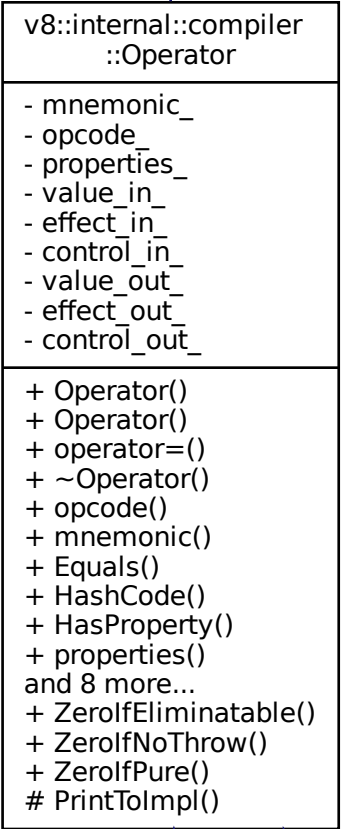 v8::internal::compiler
::Operator
- mnemonic_
- opcode_
- properties_
- value_in_
- effect_in_
- control_in_
- value_out_
- effect_out_
- control_out_
+ Operator()
+ Operator()
+ operator=()
+ ~Operator()
+ opcode()
+ mnemonic()
+ Equals()
+ HashCode()
+ HasProperty()
+ properties()
and 8 more...
+ ZeroIfEliminatable()
+ ZeroIfNoThrow()
+ ZeroIfPure()
# PrintToImpl()